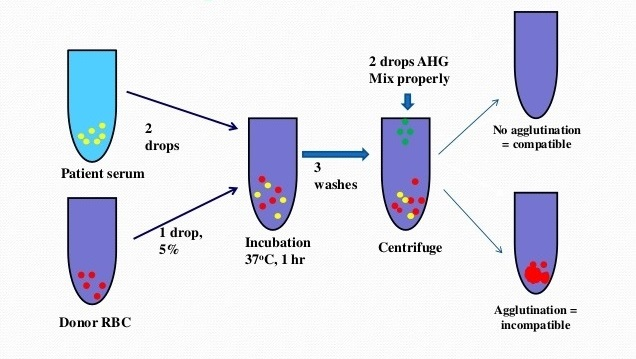 Patient serum
2
drops
1 drop,
5%
Donor RBC
Incubation
37°C, 1 hr
3
washes
2 drops AHG
Mix properly
Centrifuge
No agglutination
= compatible
Agglutination =
incompatible